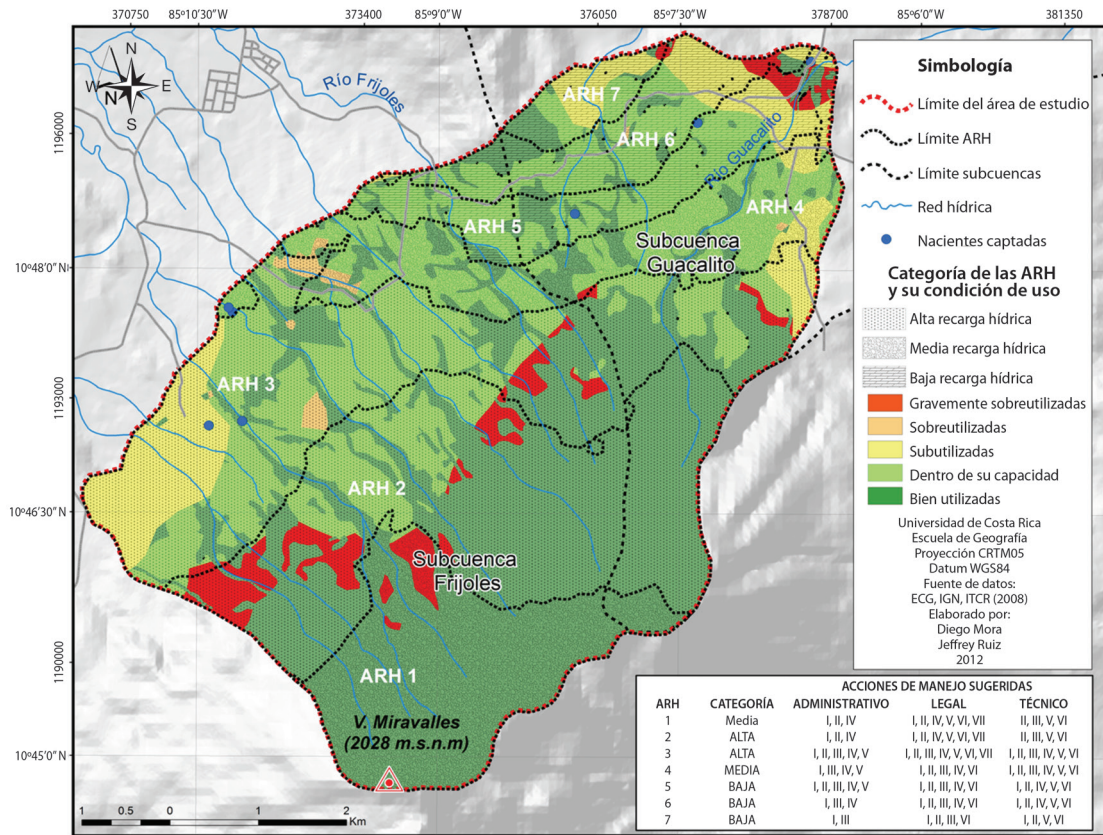 370750 85°10'30"W 373400 85°9'0"W 376050 85°7'30"W 378700 85°6'0"W 381350
N
W E
N
S
Río Frijoles
1196000
10°48'0"N
1193000
10°46'30"N
1190000
10°45'0"N
ARH 7
ARH 6
Río Guacalito
ARH 5
ARH 4
Subcuenca
Guacalito
ARH 3
ARH 2
Subcuenca
Frijoles
ARH 1
V. Miravalles
(2028 m.s.n.m)
1 0.5 0 1 2
Km
Simbología
Límite del área de estudio
Límite ARH
Límite subcuencas
Red hídrica
Nacientes captadas
Categoría de las ARH
y su condición de uso
Alta recarga hídrica
Media recarga hídrica
Baja recarga hídrica
Gravemente sobreutilizadas
Sobreutilizadas
Subutilizadas
Dentro de su capacidad
Bien utilizadas
Universidad de Costa Rica
Escuela de Geografía
Proyección CRTM05
Datum WGS84
Fuente de datos:
ECG, IGN, ITCR (2008)
Elaborado por:
Diego Mora
Jeffrey Ruiz
2012
ACCIONES DE MANEJO SUGERIDAS
ARH CATEGORÍA ADMINISTRATIVO LEGAL TÉCNICO
1 Media I, II, IV I, II, IV, V, VI, VII II, III, V, VI
2 ALTA I, II, IV I, II, IV, V, VI, VII II, III, V, VI
3 ALTA I, II, III, IV, V I, II, III, IV, V, VI, VII I, II, III, IV, V, VI
4 MEDIA I, III, IV, V I, II, III, IV, VI I, II, III, IV, V, VI
5 BAJA I, II, III, IV, V I, II, III, IV, VI I, II, IV, V, VI
6 BAJA I, III, IV I, II, III, IV, VI I, II, IV, V, VI
7 BAJA I, III I, II, III, VI I, II, V, VI